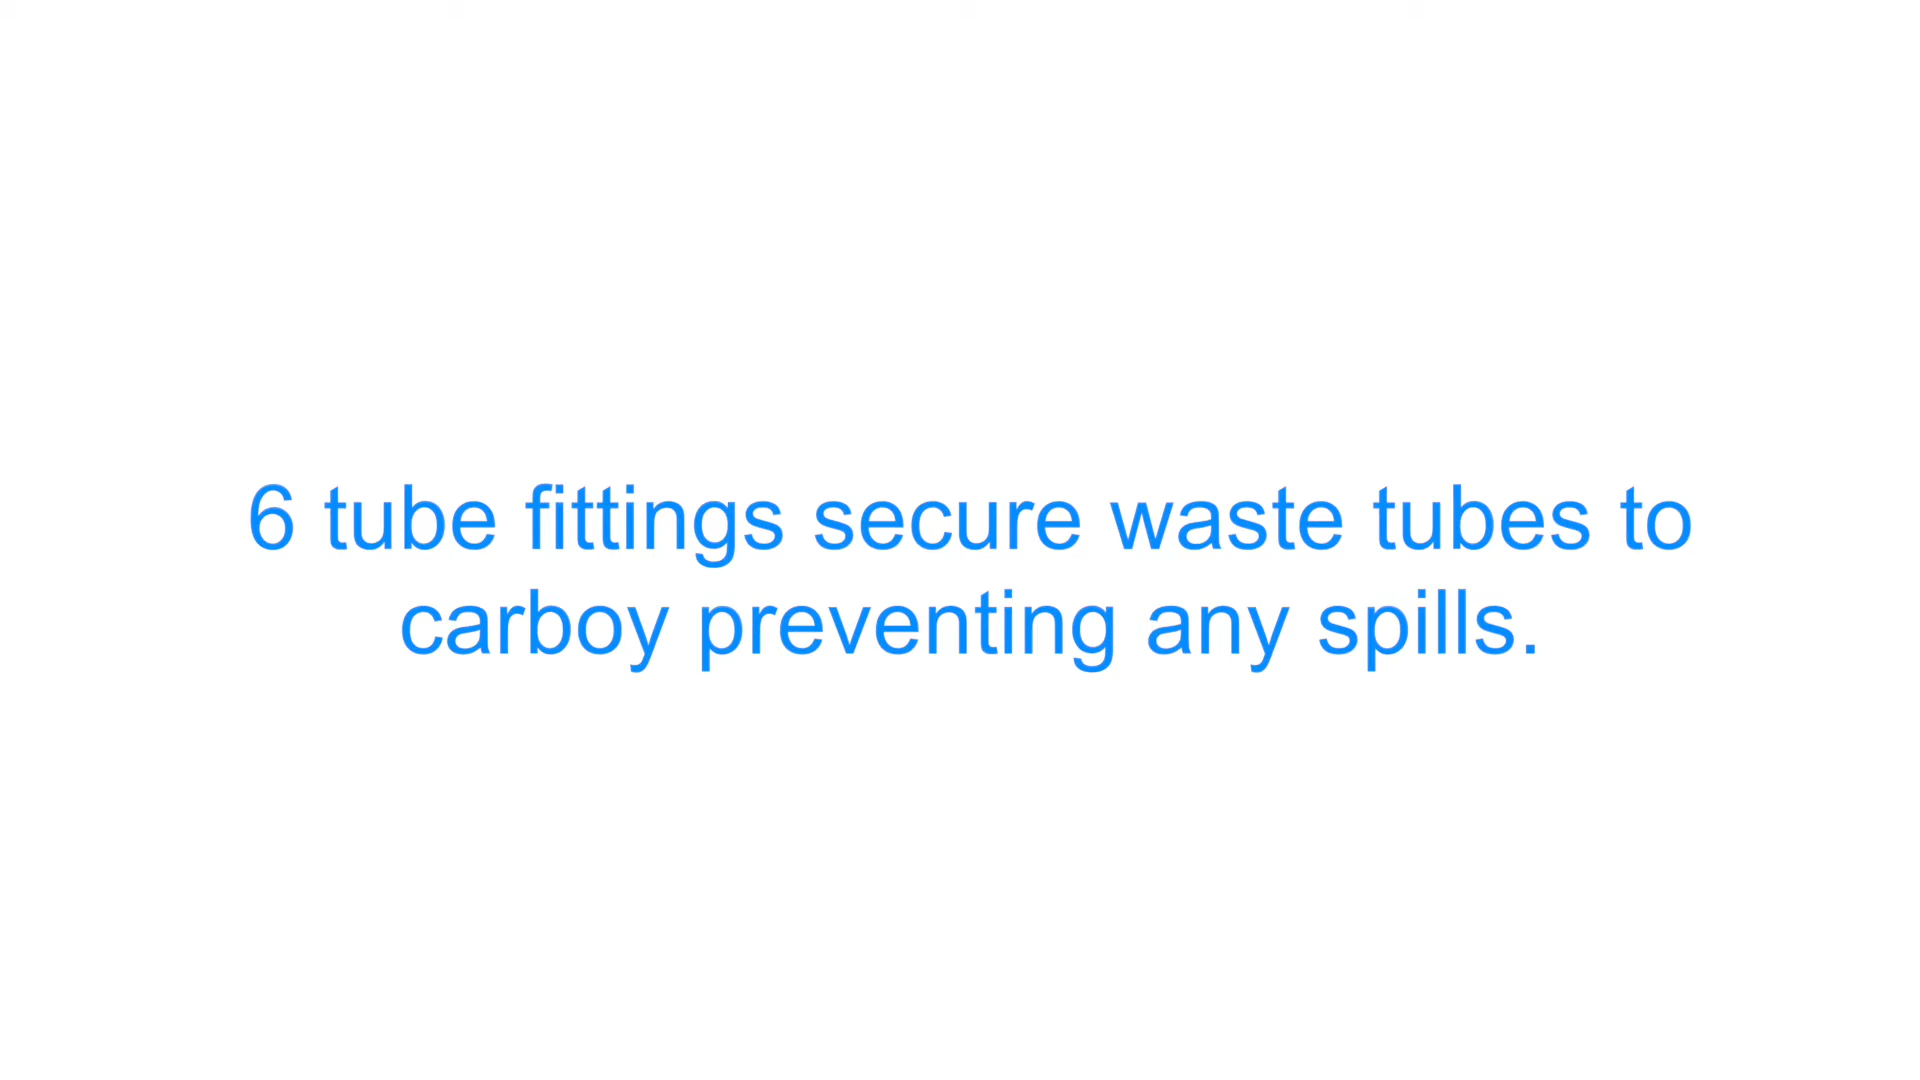 6 tube fittings secure waste tubes to
carboy preventing any spills.